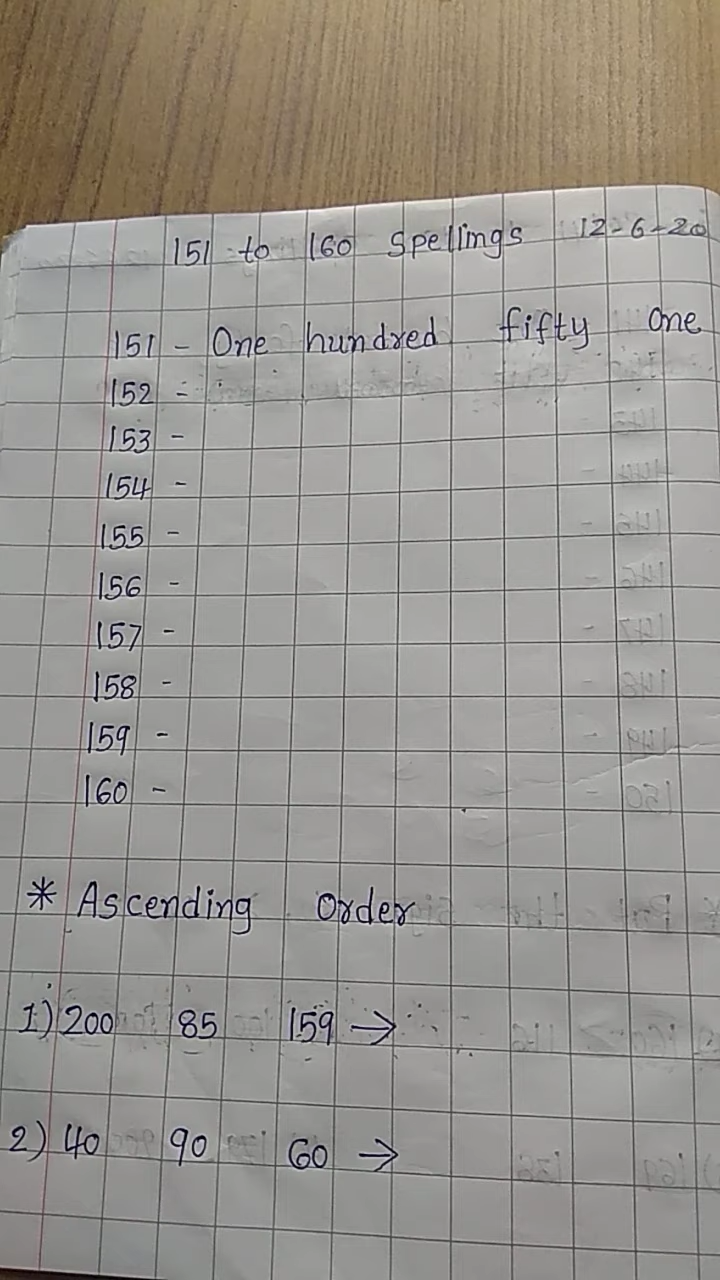 151 to 160 Spellings 12-6-20
151 - One hundred fifty One
152 -
153 -
154 -
155 -
156 -
157 -
158 -
159 -
160 -
* Ascending Order
1) 200 85 159 →
2) 40 90 60 →